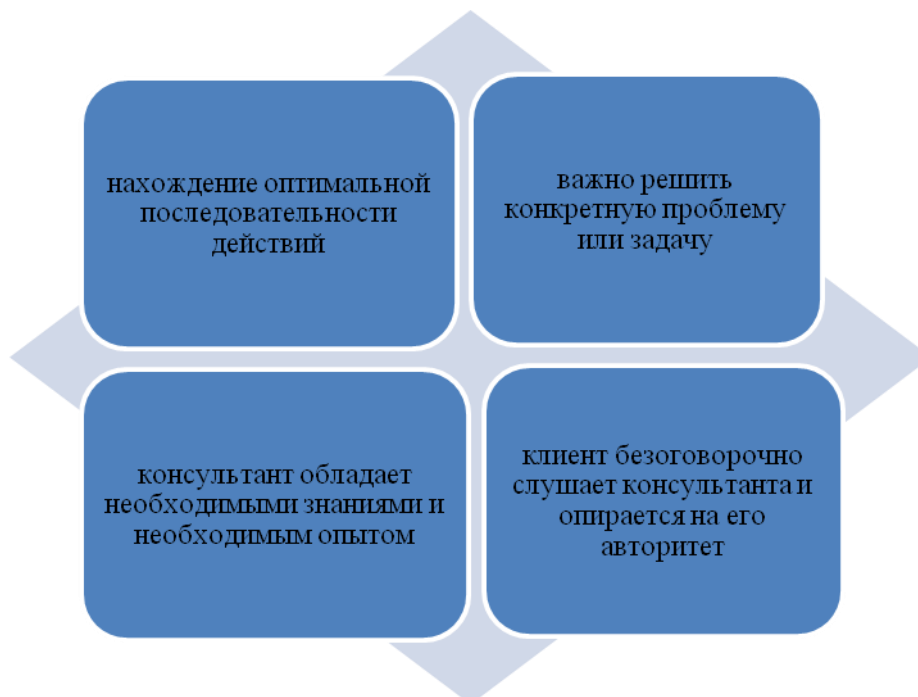 нахождение оптимальной
последовательности
действий
важно решить
конкретную проблему
или задачу
консультант обладает
необходимыми знаниями и
необходимым опытом
клиент безоговорочно
слушает консультанта и
опирается на его
авторитет